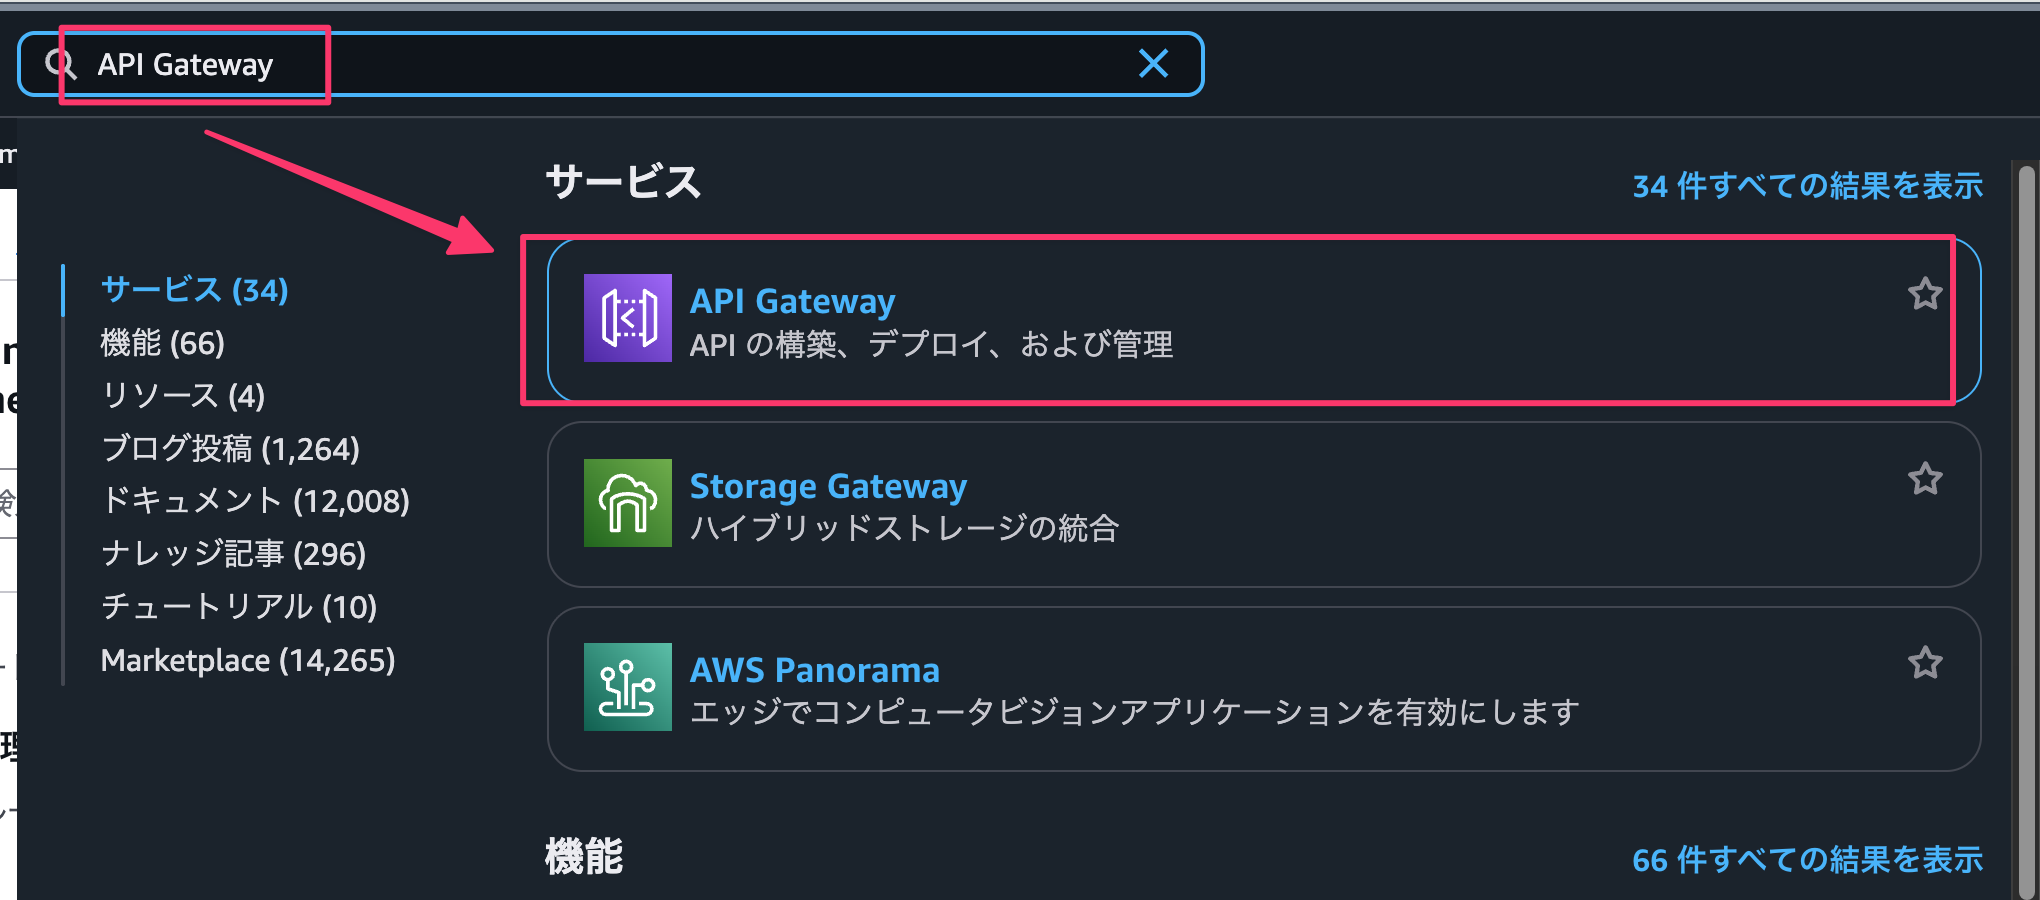 API Gateway
サービス
34 件すべての結果を表示
サービス (34)
機能 (66)
リソース (4)
ブログ投稿 (1,264)
ドキュメント (12,008)
ナレッジ記事 (296)
チュートリアル (10)
Marketplace (14,265)
API Gateway
API の構築、デプロイ、および管理
Storage Gateway
ハイブリッドストレージの統合
AWS Panorama
エッジでコンピュータビジョンアプリケーションを有効にします
機能
66 件すべての結果を表示